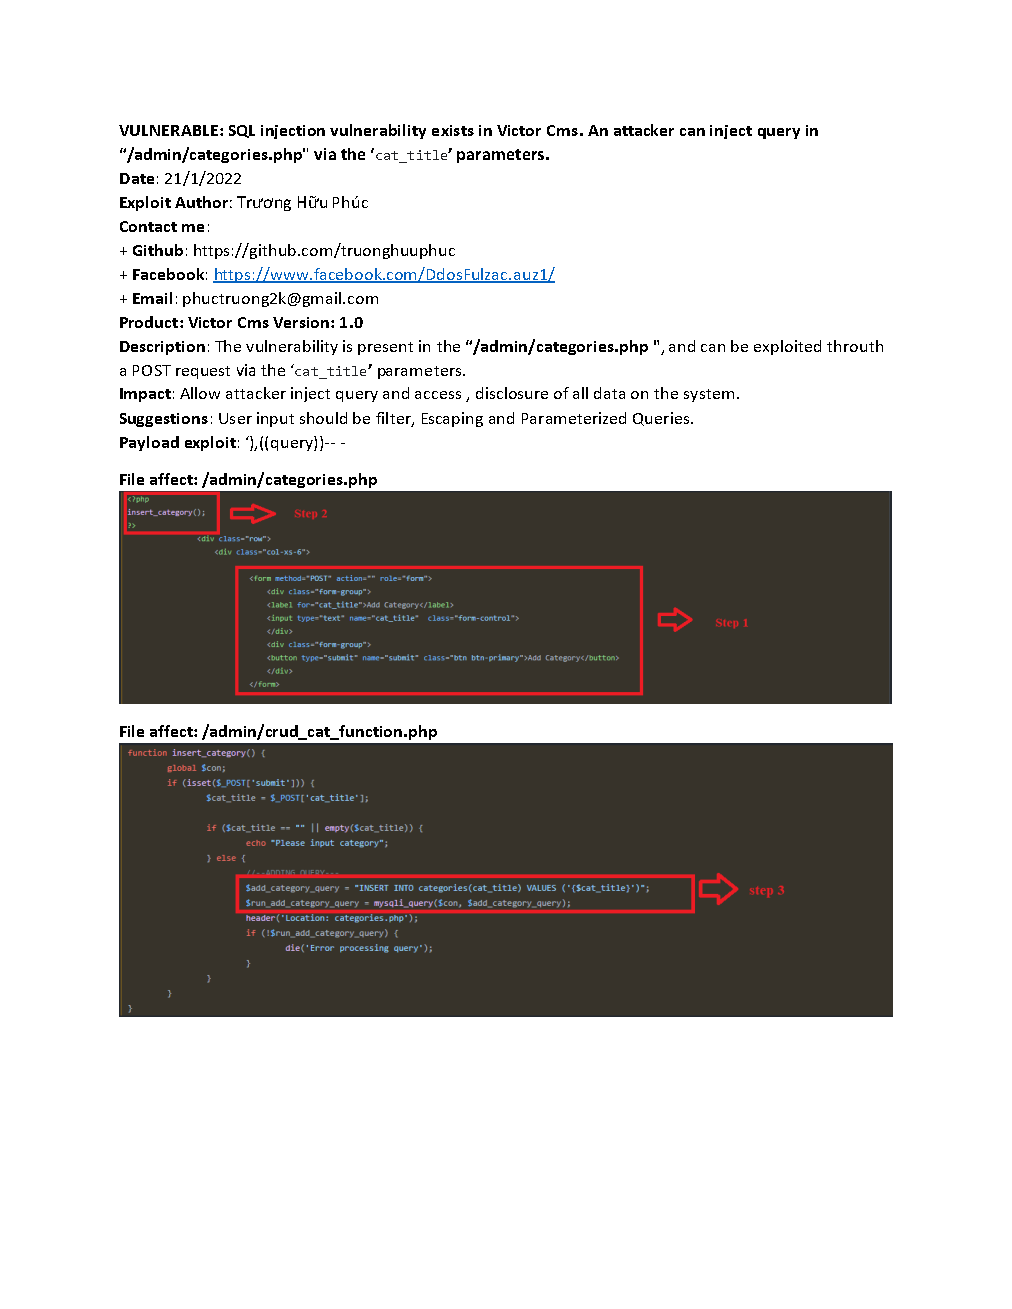 VULNERABLE: SQL injection vulnerability exists in Victor Cms. An attacker can inject query in
“/admin/categories.php" via the ‘cat_title’ parameters.
Date: 21/1/2022
Exploit Author: Trương Hữu Phúc
Contact me:
+ Github: https://github.com/truonghuuphuc
+ Facebook: https://www.facebook.com/DdosFulzac.auz1/
+ Email: phuctruong2k@gmail.com
Product: Victor Cms Version: 1.0
Description: The vulnerability is present in the “/admin/categories.php ", and can be exploited throuth
a POST request via the ‘cat_title’ parameters.
Impact: Allow attacker inject query and access , disclosure of all data on the system.
Suggestions: User input should be filter, Escaping and Parameterized Queries.
Payload exploit: ‘),((query))-- -
File affect: /admin/categories.php
<?php
insert_category();
Step 2
?>
<div class="row">
<div class="col-xs-6">
<form method="POST" action="" role="form">
<div class="form-group">
<label for="cat_title">Add Category</label>
<input type="text" name="cat_title"  class="form-control">
Step 1
</div>
<div class="form-group">
<button type="submit" name="submit" class="btn btn-primary">Add Category</button>
</div>
</form>
File affect: /admin/crud_cat_function.php
function insert_category() {
global $con;
if (isset($_POST['submit'])) {
$cat_title = $_POST['cat_title'];
if ($cat_title == "" || empty($cat_title)) {
echo "Please input category";
} else {
//--ADDING QUERY---
$add_category_query = "INSERT INTO categories(cat_title) VALUES ('{$cat_title}')";
step 3
$run_add_category_query = mysqli_query($con, $add_category_query);
header('Location: categories.php');
if (!$run_add_category_query) {
die('Error processing query');
}
}
}
}